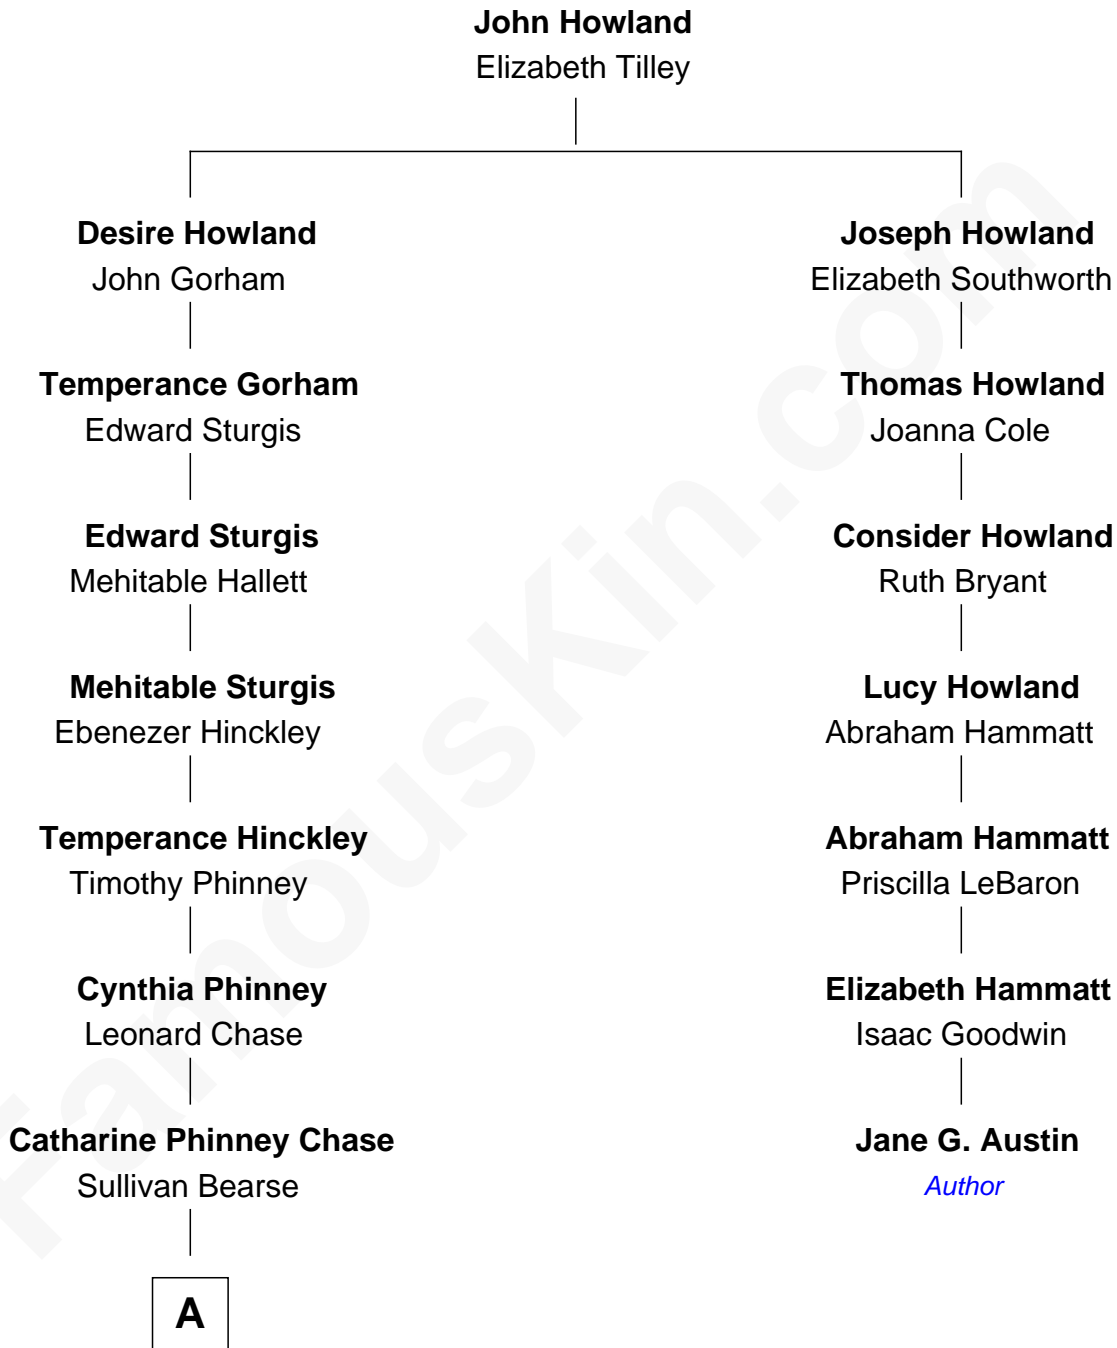 John Howland
Elizabeth Tilley
Desire Howland
John Gorham
Joseph Howland
Elizabeth Southworth
Temperance Gorham
Edward Sturgis
Thomas Howland
Joanna Cole
Edward Sturgis
Mehitable Hallett
Consider Howland
Ruth Bryant
Mehitable Sturgis
Ebenezer Hinckley
Lucy Howland
Abraham Hammatt
Temperance Hinckley
Timothy Phinney
Abraham Hammatt
Priscilla LeBaron
Cynthia Phinney
Leonard Chase
Elizabeth Hammatt
Isaac Goodwin
Catharine Phinney Chase
Sullivan Bearse
Jane G. Austin
Author
A
FamousKin.com